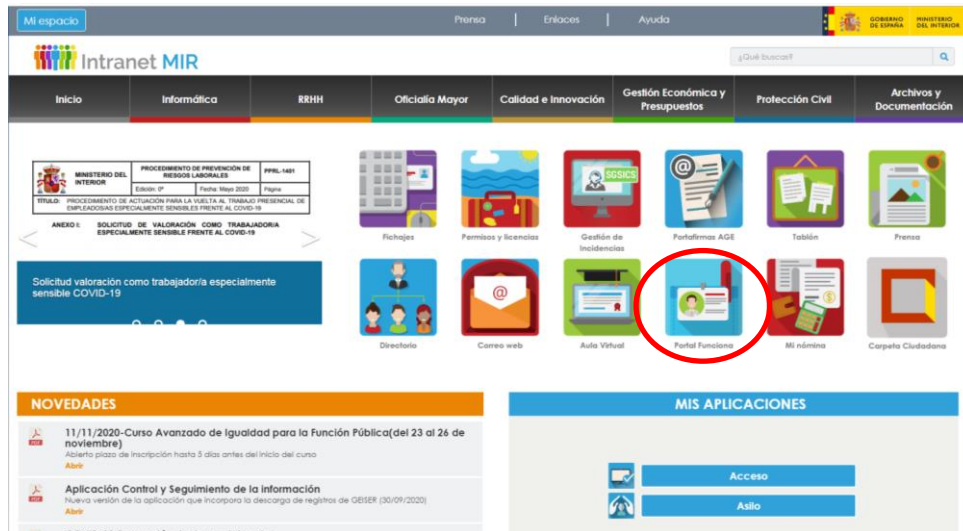 Mi espacio
Prensa | Enlaces | Ayuda
GOBIERNO DE ESPAÑA
MINISTERIO DEL INTERIOR
Intranet MIR
¿Qué buscas?
Inicio
Informática
RRHH
Oficialía Mayor
Calidad e Innovación
Gestión Económica y
Presupuestos
Protección Civil
Archivos y
Documentación
MINISTERIO DEL
INTERIOR
PROCEDIMIENTO DE PREVENCIÓN DE
RIESGOS LABORALES
PPRL-1401
Edición: 0ª
Fecha: Mayo 2020
Página
TÍTULO: PROCEDIMIENTO DE ACTUACIÓN PARA LA VUELTA AL TRABAJO PRESENCIAL DE
EMPLEADOS/AS ESPECIALMENTE SENSIBLES FRENTE AL COVID-19
ANEXO I: SOLICITUD DE VALORACIÓN COMO TRABAJADOR/A
ESPECIALMENTE SENSIBLE FRENTE AL COVID-19
Solicitud valoración como trabajador/a especialmente
sensible COVID-19
SGSICS
Fichajes
Permisos y licencias
Gestión de
Incidencias
Portafirmas AGE
Tablón
Prensa
Directorio
Correo web
Aula Virtual
Portal Funciona
Mi nómina
Carpeta Ciudadana
NOVEDADES
11/11/2020-Curso Avanzado de Igualdad para la Función Pública(del 23 al 26 de
noviembre)
Abierto plazo de inscripción hasta 5 días antes del inicio del curso
Abrir
Aplicación Control y Seguimiento de la información
Nueva versión de la aplicación que incorpora la descarga de registros de GEISER (30/09/2020)
Abrir
MIS APLICACIONES
Acceso
Asilo